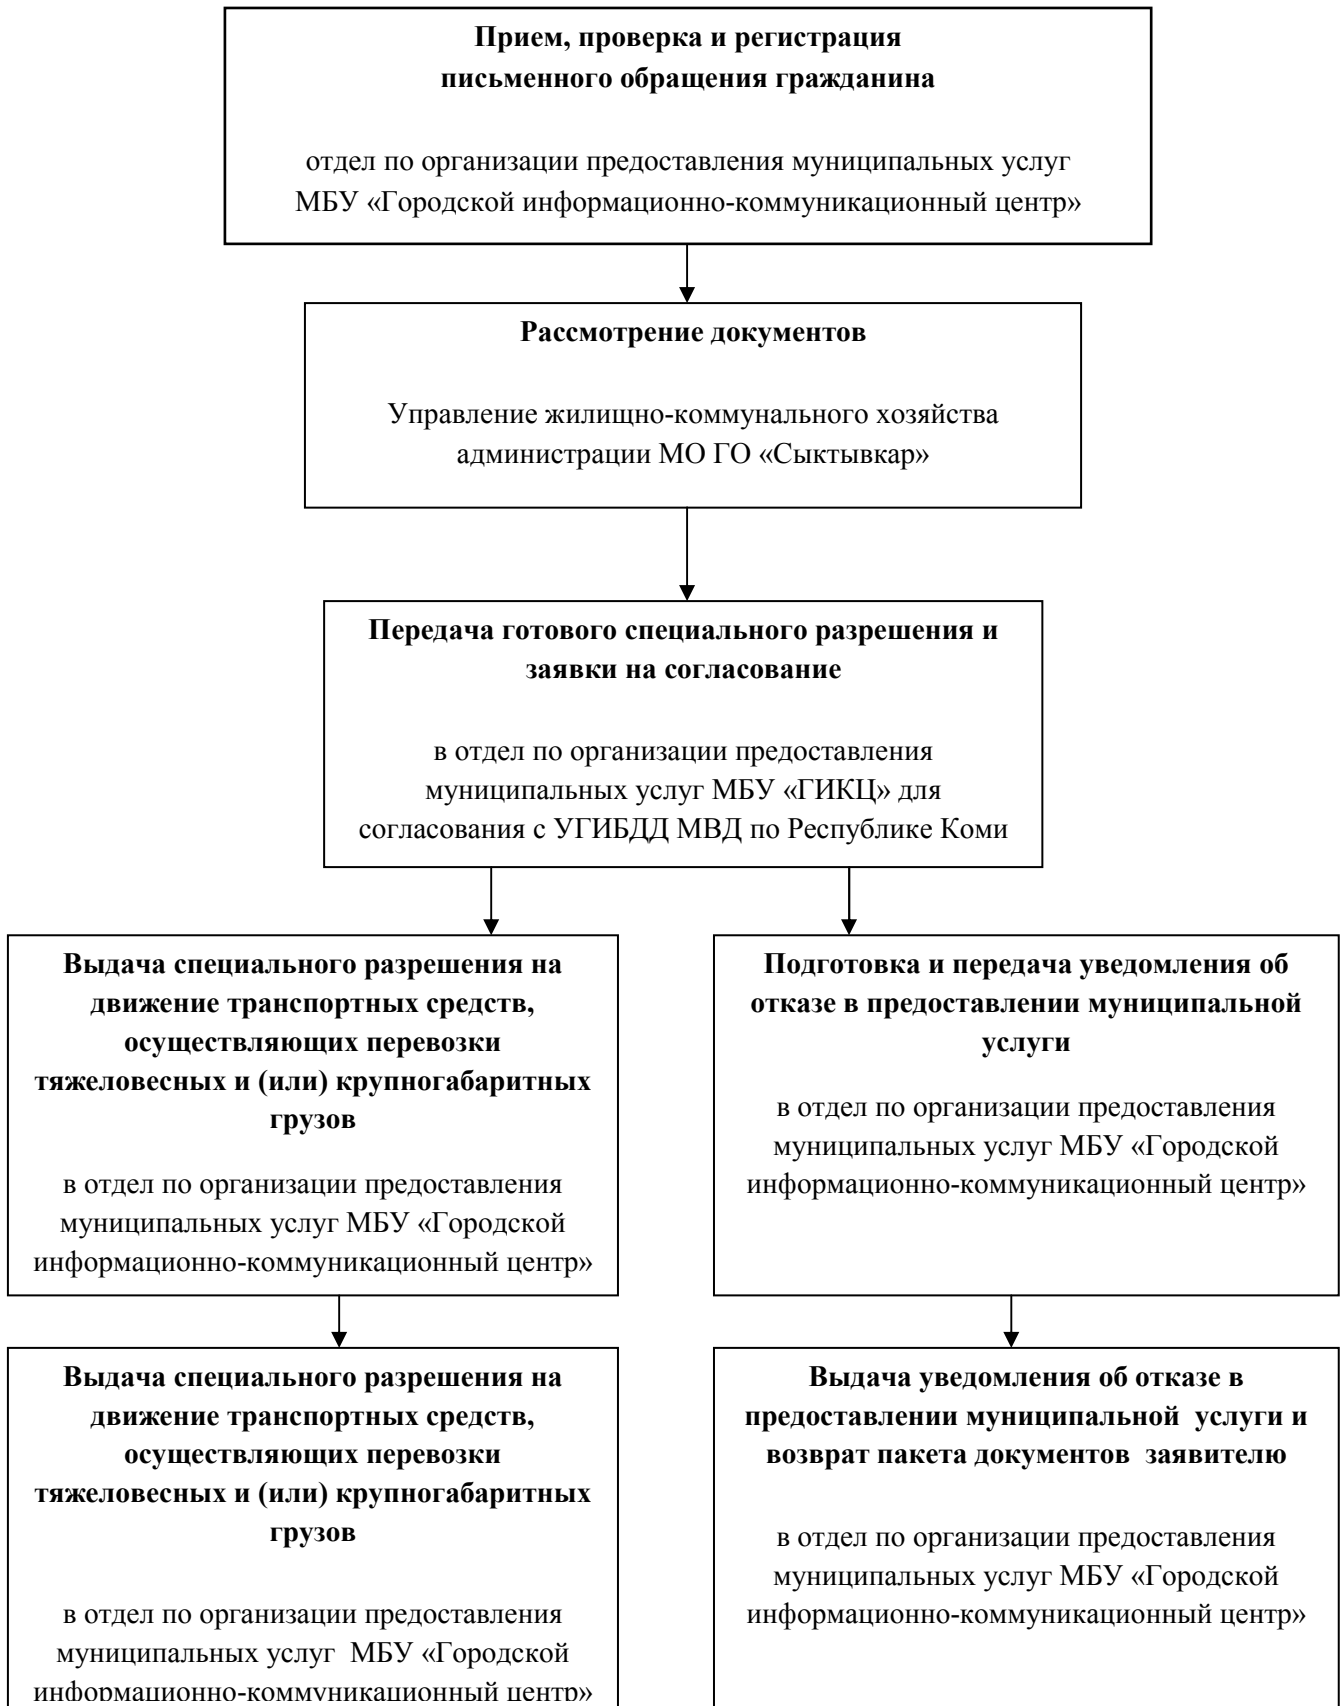 Прием, проверка и регистрация
письменного обращения гражданина
отдел по организации предоставления муниципальных услуг
МБУ «Городской информационно-коммуникационный центр»
Рассмотрение документов
Управление жилищно-коммунального хозяйства
администрации МО ГО «Сыктывкар»
Передача готового специального разрешения и
заявки на согласование
в отдел по организации предоставления
муниципальных услуг МБУ «ГИКЦ» для
согласования с УГИБДД МВД по Республике Коми
Выдача специального разрешения на
движение транспортных средств,
осуществляющих перевозки
тяжеловесных и (или) крупногабаритных
грузов
в отдел по организации предоставления
муниципальных услуг МБУ «Городской
информационно-коммуникационный центр»
Подготовка и передача уведомления об
отказе в предоставлении муниципальной
услуги
в отдел по организации предоставления
муниципальных услуг МБУ «Городской
информационно-коммуникационный центр»
Выдача специального разрешения на
движение транспортных средств,
осуществляющих перевозки
тяжеловесных и (или) крупногабаритных
грузов
в отдел по организации предоставления
муниципальных услуг МБУ «Городской
информационно-коммуникационный центр»
Выдача уведомления об отказе в
предоставлении муниципальной услуги и
возврат пакета документов заявителю
в отдел по организации предоставления
муниципальных услуг МБУ «Городской
информационно-коммуникационный центр»